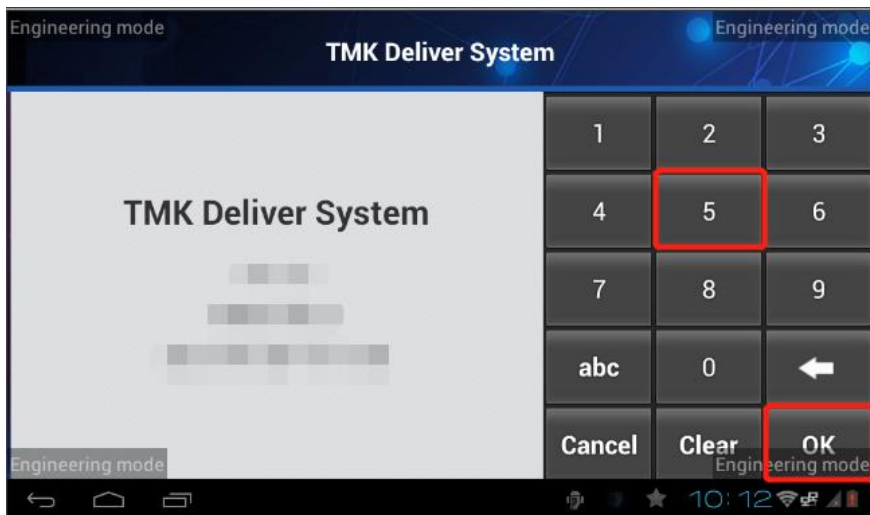 Engineering mode
Engineering mode
TMK Deliver System
TMK Deliver System
1 2 3
4 5 6
7 8 9
abc 0
Cancel Clear OK
Engineering mode
Engineering mode
10:12